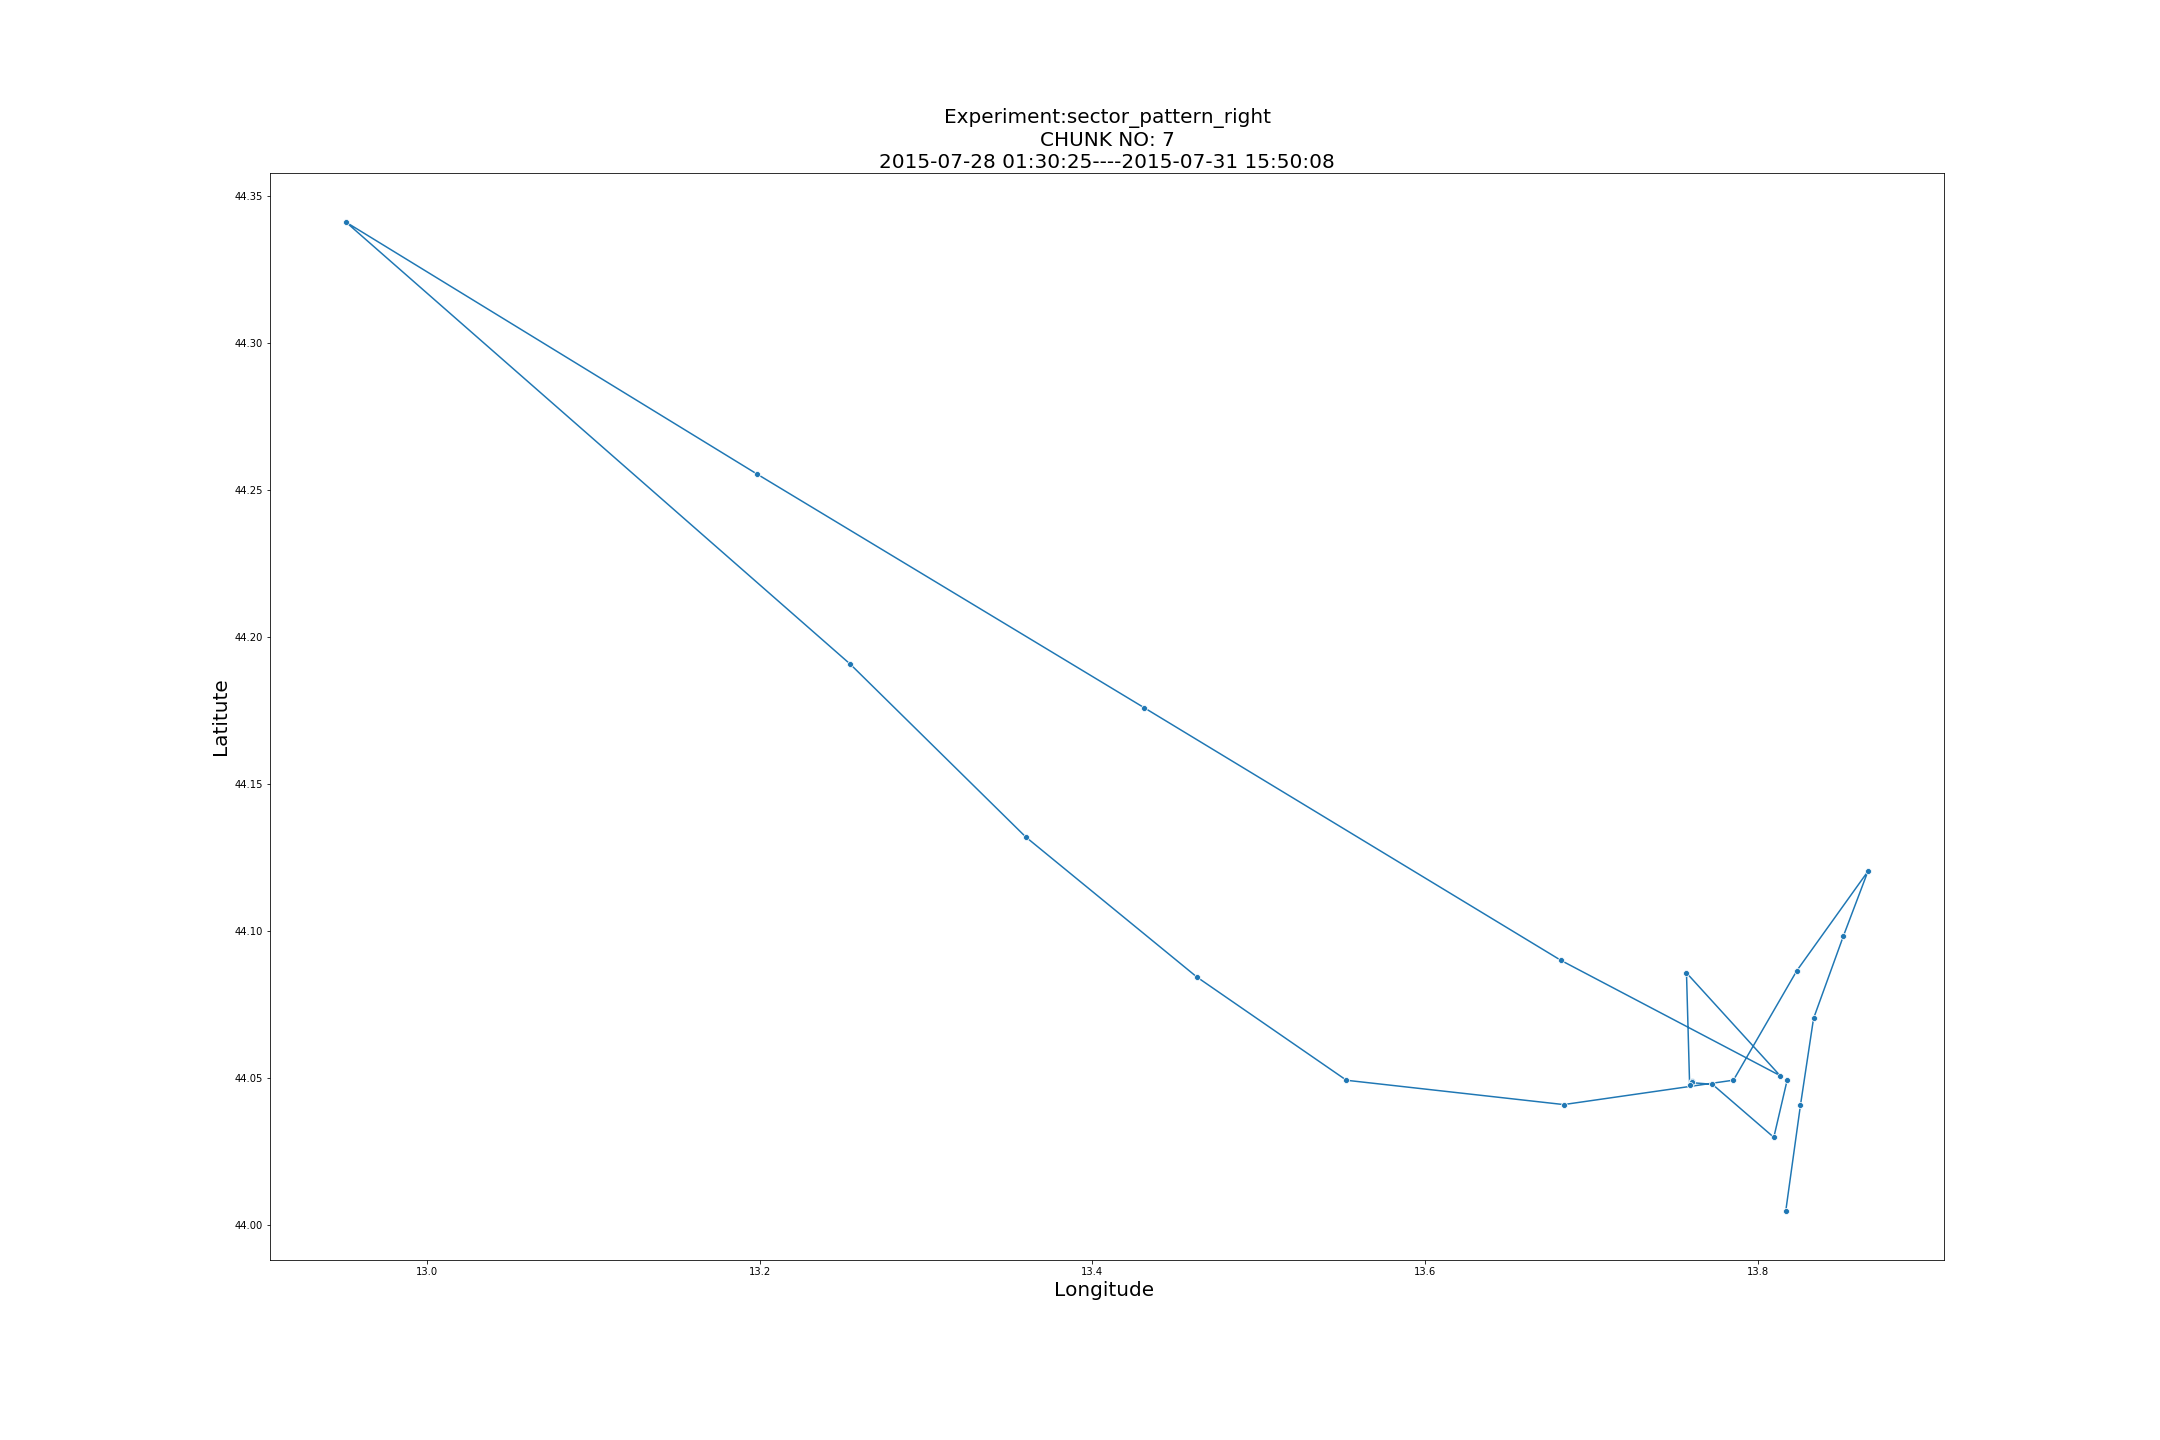 Experiment:sector_pattern_right
CHUNK NO: 7
2015-07-28 01:30:25----2015-07-31 15:50:08
44.35
44.30
44.25
44.20
44.15
44.10
44.05
44.00
Latitute
13.0 13.2 13.4 13.6 13.8
Longitude